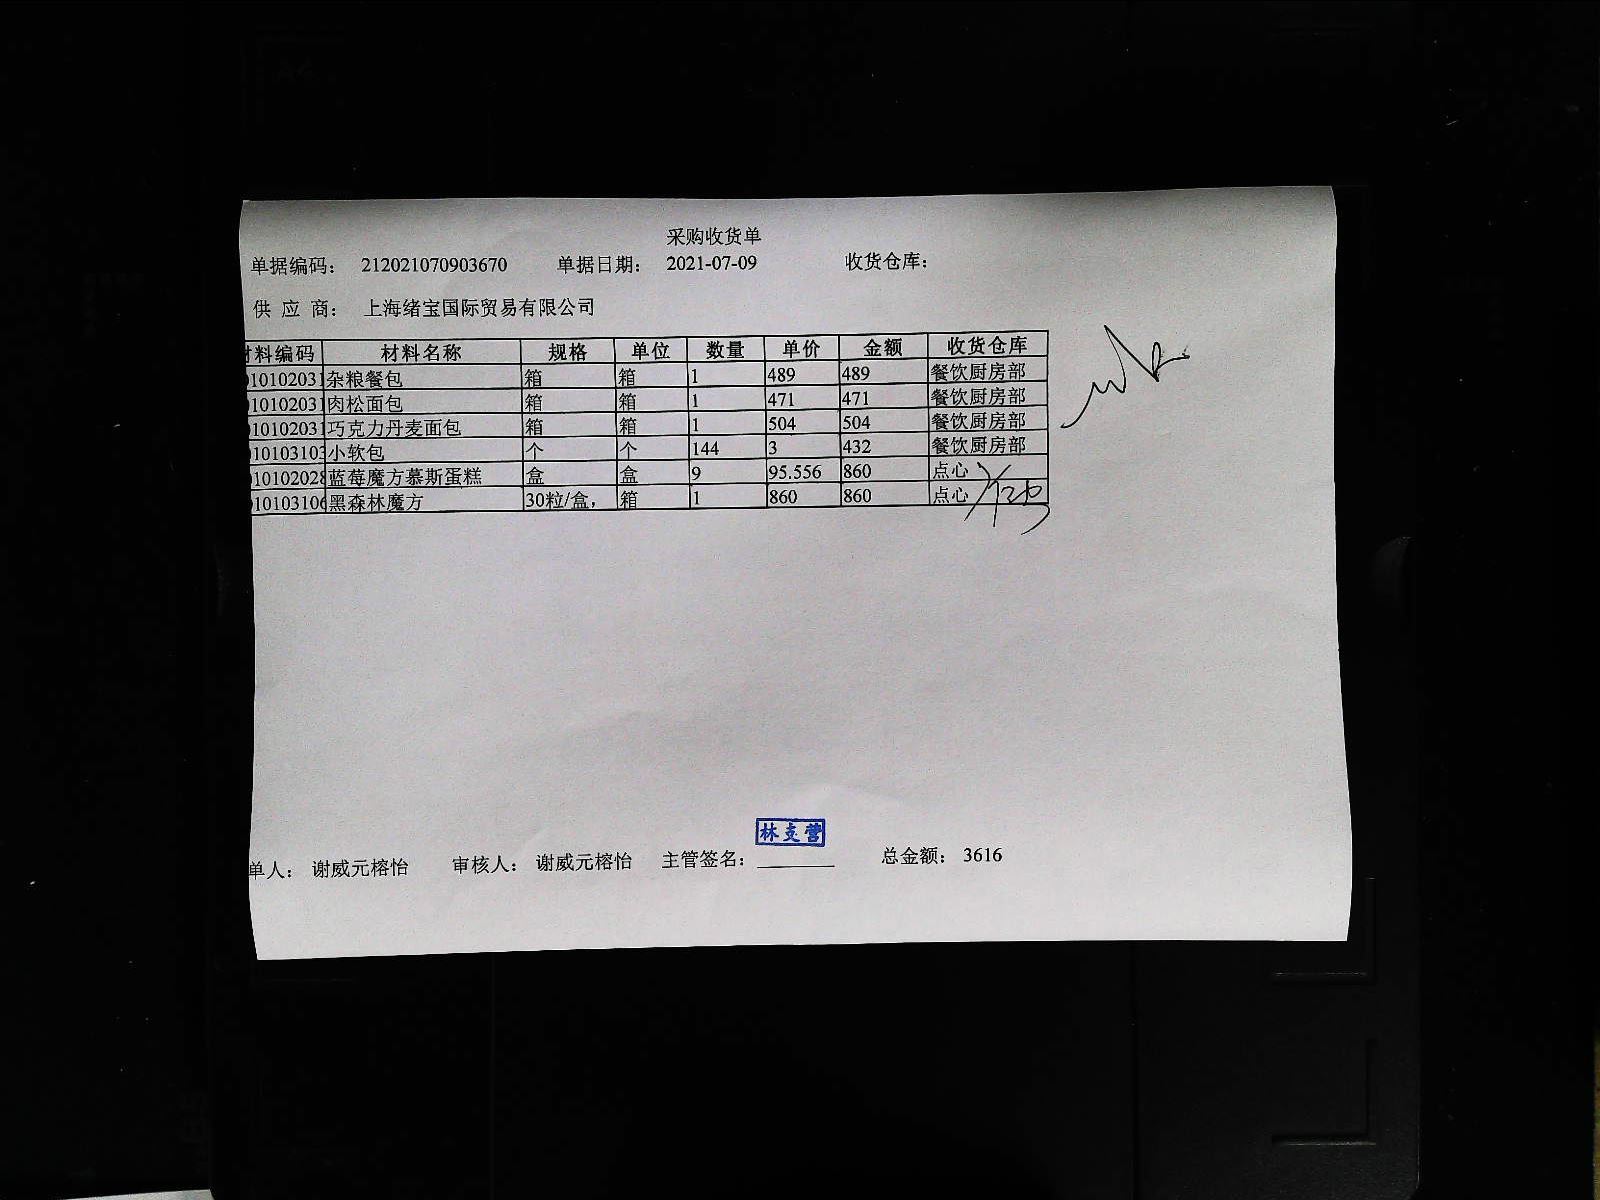 采购收货单
单据编码： 212021070903670 单据日期： 2021-07-09 收货仓库：
供 应 商： 上海绪宝国际贸易有限公司
材料编码 材料名称 规格 单位 数量 单价 金额 收货仓库
010102031 杂粮餐包 箱 箱 1 489 489 餐饮厨房部
010102031 肉松面包 箱 箱 1 471 471 餐饮厨房部
010102031 巧克力丹麦面包 箱 箱 1 504 504 餐饮厨房部
010103103 小软包 个 个 144 3 432 餐饮厨房部
010102028 蓝莓魔方慕斯蛋糕 盒 盒 9 95.556 860 点心
010103106 黑森林魔方 30粒/盒， 箱 1 860 860 点心
林支营
单人： 谢威元榕怡 审核人： 谢威元榕怡 主管签名： 总金额： 3616